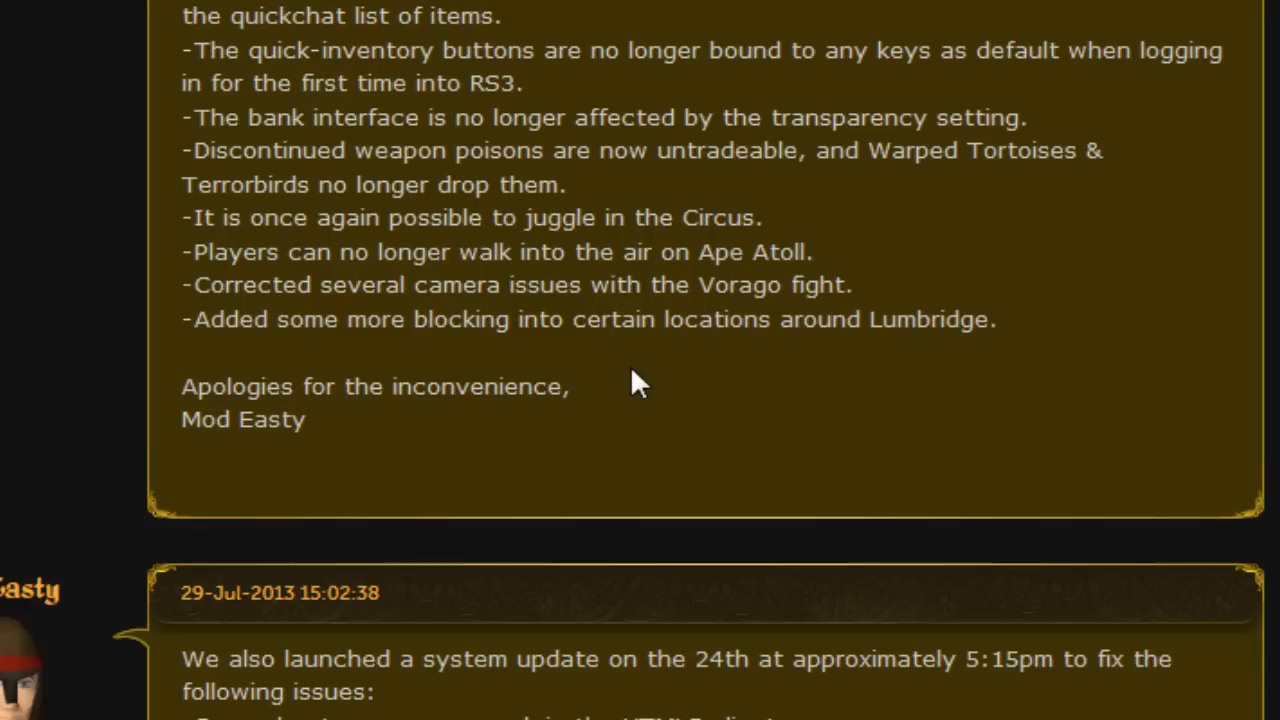 the quickchat list of items.
-The quick-inventory buttons are no longer bound to any keys as default when logging
in for the first time into RS3.
-The bank interface is no longer affected by the transparency setting.
-Discontinued weapon poisons are now untradeable, and Warped Tortoises &
Terrorbirds no longer drop them.
-It is once again possible to juggle in the Circus.
-Players can no longer walk into the air on Ape Atoll.
-Corrected several camera issues with the Vorago fight.
-Added some more blocking into certain locations around Lumbridge.
Apologies for the inconvenience,
Mod Easty
Easty
29-Jul-2013 15:02:38
We also launched a system update on the 24th at approximately 5:15pm to fix the
following issues: